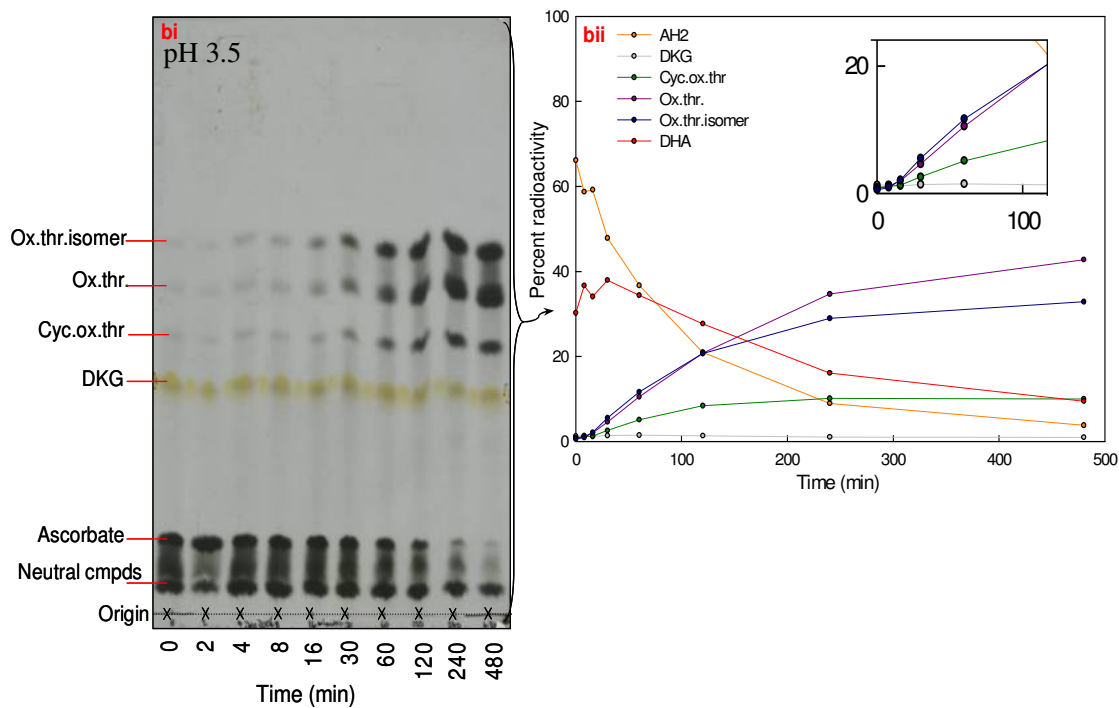 bi
pH 3.5
Ox.thr.isomer
Ox.thr.
Cyc.ox.thr
DKG
Ascorbate
Neutral cmpds
Origin
X X X X X X X X X X
0 2 4 8 16 30 60 120 240 480
Time (min)
bii
AH2
DKG
Cyc.ox.thr
Ox.thr.
Ox.thr.isomer
DHA
Percent radioactivity
100
80
60
40
20
0
0 100 200 300 400 500
Time (min)
20
0
0 100